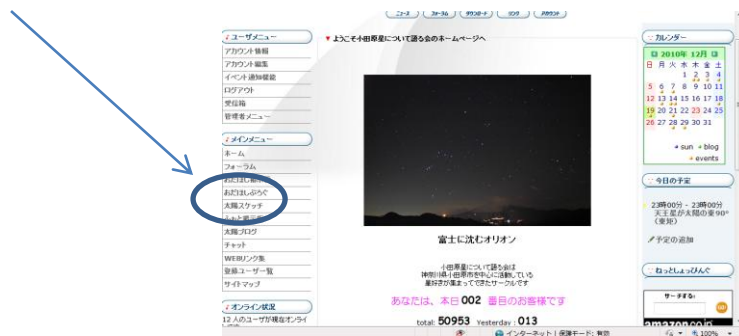 ニュース フォーラム ダウンロード リンク アカウント
ユーザメニュー
アカウント情報
アカウント編集
イベント通知機能
ログアウト
受信箱
管理者メニュー
メインメニュー
ホーム
フォーラム
おだほしぶろぐ
太陽スケッチ
太陽ブログ
チャット
WEBリンク集
登録ユーザ一覧
サイトマップ
オンライン状況
12 人のユーザが現在オンライ
ようこそ小田原星について語る会のホームページへ
富士に沈むオリオン
小田原星について語る会は
神奈川県小田原市を中心に活動している
星好きが集まってできたサークルです
あなたは、本日 002 番目のお客様です
total: 50953 Yesterday : 013
カレンダー
2010年 12月
日 月 火 水 木 金 土
1 2 3 4
5 6 7 8 9 10 11
12 13 14 15 16 17 18
19 20 21 22 23 24 25
26 27 28 29 30 31
sun blog
events
今日の予定
23時00分 - 23時00分
天王星が太陽の東90°
(東矩)
予定の追加
ねっとしょっぴんぐ
サーチする:
GO!
amazon.co.jp
インターネット | 保護モード: 有効
100%